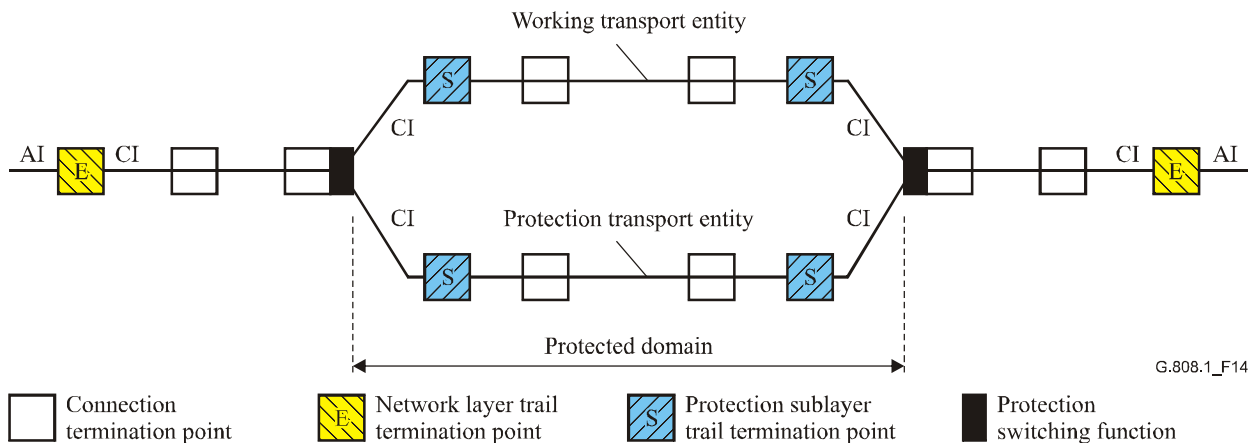 Working transport entity
S
S
CI
CI
AI
E
CI
CI
E
AI
CI
Protection transport entity
CI
S
S
Protected domain
G.808.1_F14
Connection
termination point
E
Network layer trail
termination point
S
Protection sublayer
trail termination point
Protection
switching function